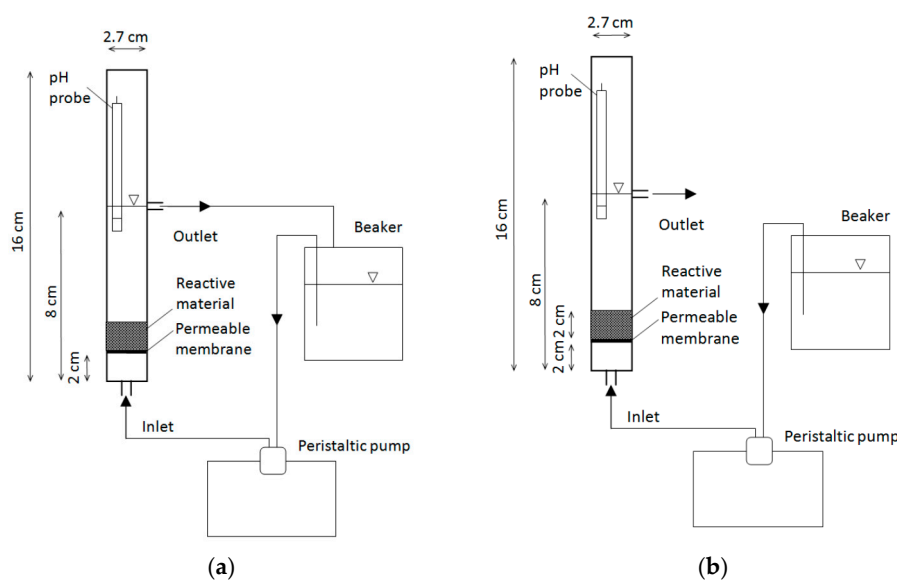 2.7 cm
pH
probe
16 cm
8 cm
2 cm
Outlet
Beaker
Reactive
material
Permeable
membrane
Inlet
Peristaltic pump
(a)
2.7 cm
pH
probe
16 cm
8 cm
2 cm
2 cm
Outlet
Beaker
Reactive
material
Permeable
membrane
Inlet
Peristaltic pump
(b)